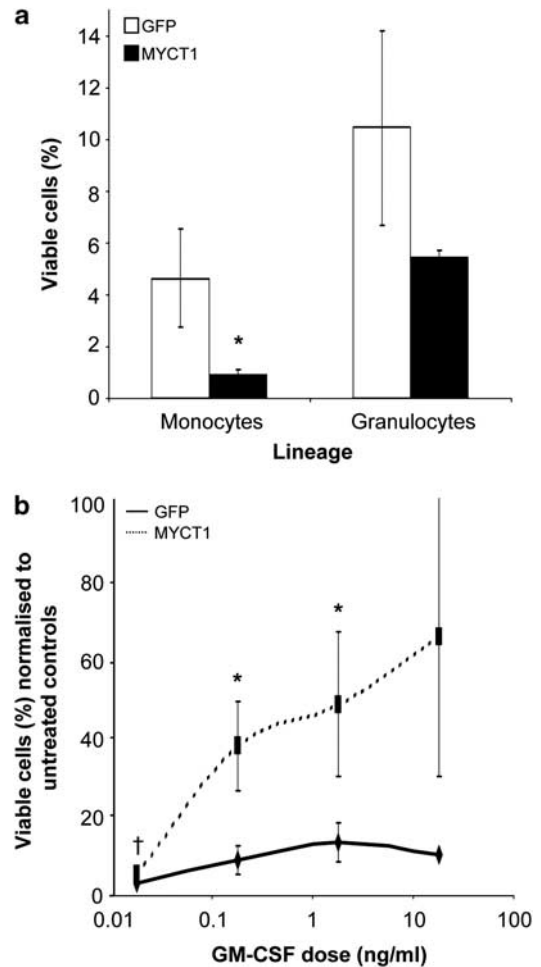 a
GFP
MYCT1
14
12
10
8
6
4
2
0
Viable cells (%)
*
Monocytes
Granulocytes
Lineage
b
GFP
MYCT1
100
80
60
40
20
0
Viable cells (%) normalised to
untreated controls
†
*
*
0.01
0.1
1
10
100
GM-CSF dose (ng/ml)